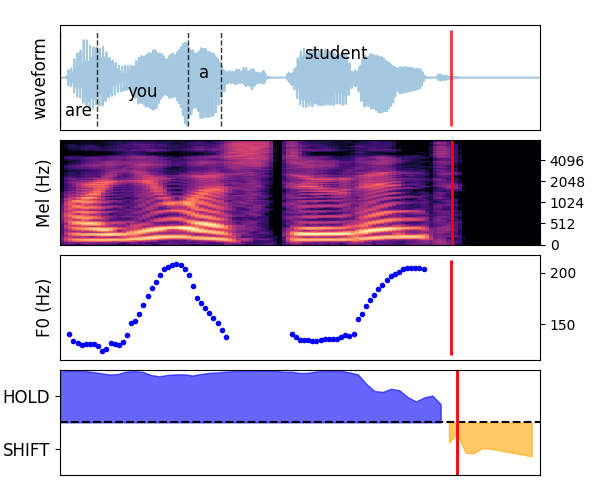 waveform
are
you
a
student
Mel (Hz)
4096
2048
1024
512
0
F0 (Hz)
200
150
HOLD
SHIFT